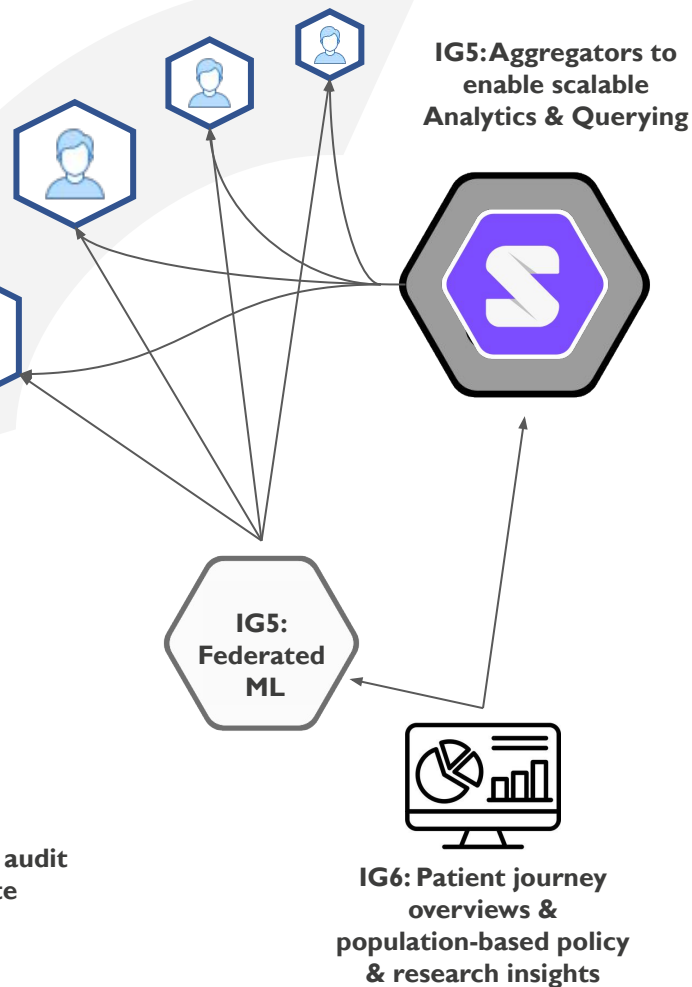 IG5: Aggregators to
enable scalable
Analytics & Querying
S
IG5:
Federated
ML
audit
IG6: Patient journey
overviews &
population-based policy
& research insights